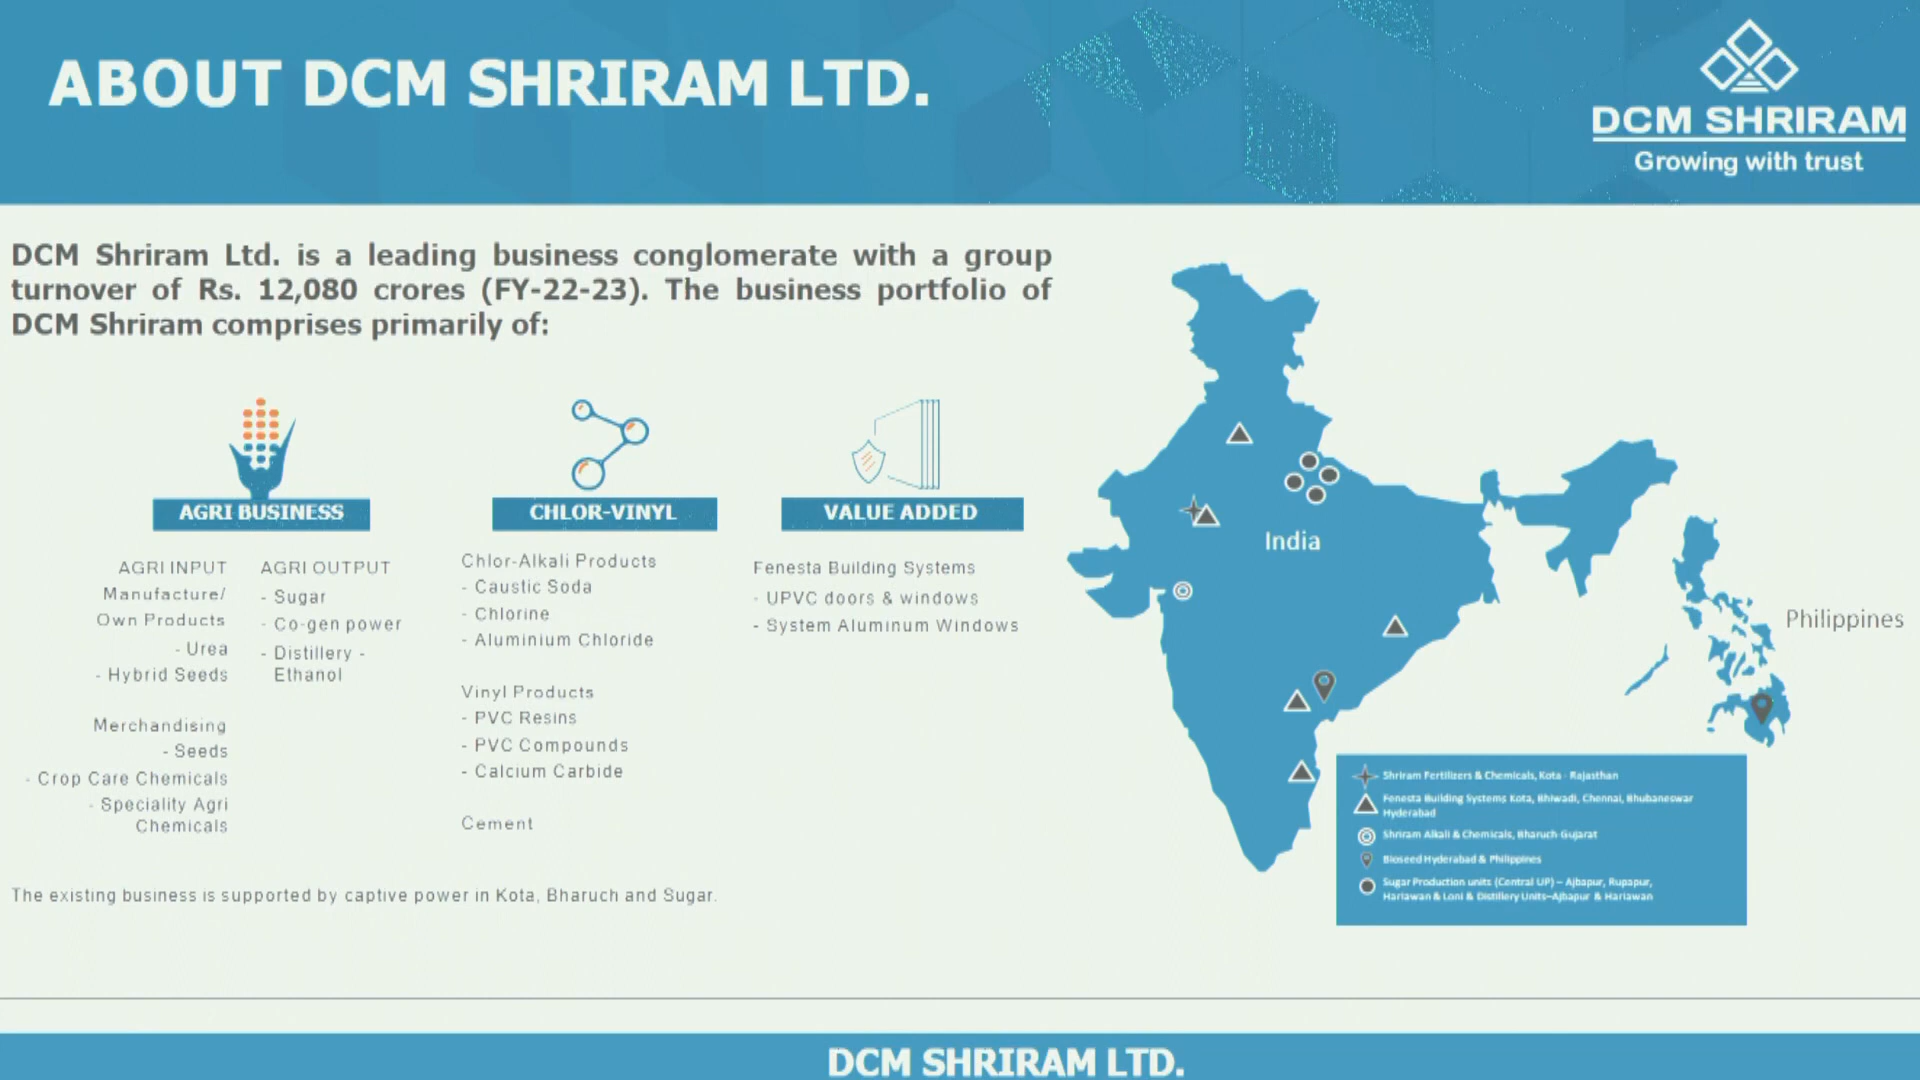 ABOUT DCM SHRIRAM LTD.
DCM SHRIRAM
Growing with trust
DCM Shriram Ltd. is a leading business conglomerate with a group
turnover of Rs. 12,080 crores (FY-22-23). The business portfolio of
DCM Shriram comprises primarily of:
AGRI BUSINESS
AGRI INPUT
Manufacture/
Own Products
- Urea
- Hybrid Seeds
Merchandising
- Seeds
- Crop Care Chemicals
- Speciality Agri
Chemicals
AGRI OUTPUT
- Sugar
- Co-gen power
- Distillery -
Ethanol
CHLOR-VINYL
Chlor-Alkali Products
- Caustic Soda
- Chlorine
- Aluminium Chloride
Vinyl Products
- PVC Resins
- PVC Compounds
- Calcium Carbide
Cement
VALUE ADDED
Fenesta Building Systems
- UPVC doors & windows
- System Aluminum Windows
The existing business is supported by captive power in Kota, Bharuch and Sugar.
India
Philippines
Shriram Fertilizers & Chemicals, Kota - Rajasthan
Fenesta Building Systems Kota, Bhiwadi, Chennai, Bhubaneswar
Hyderabad
Shriram Alkali & Chemicals, Bharuch Gujarat
Bioseed Hyderabad & Philippines
Sugar Production units (Central UP) – Ajbapur, Rupapur,
Hariawan & Loni & Distillery Units–Ajbapur & Hariawan
DCM SHRIRAM LTD.